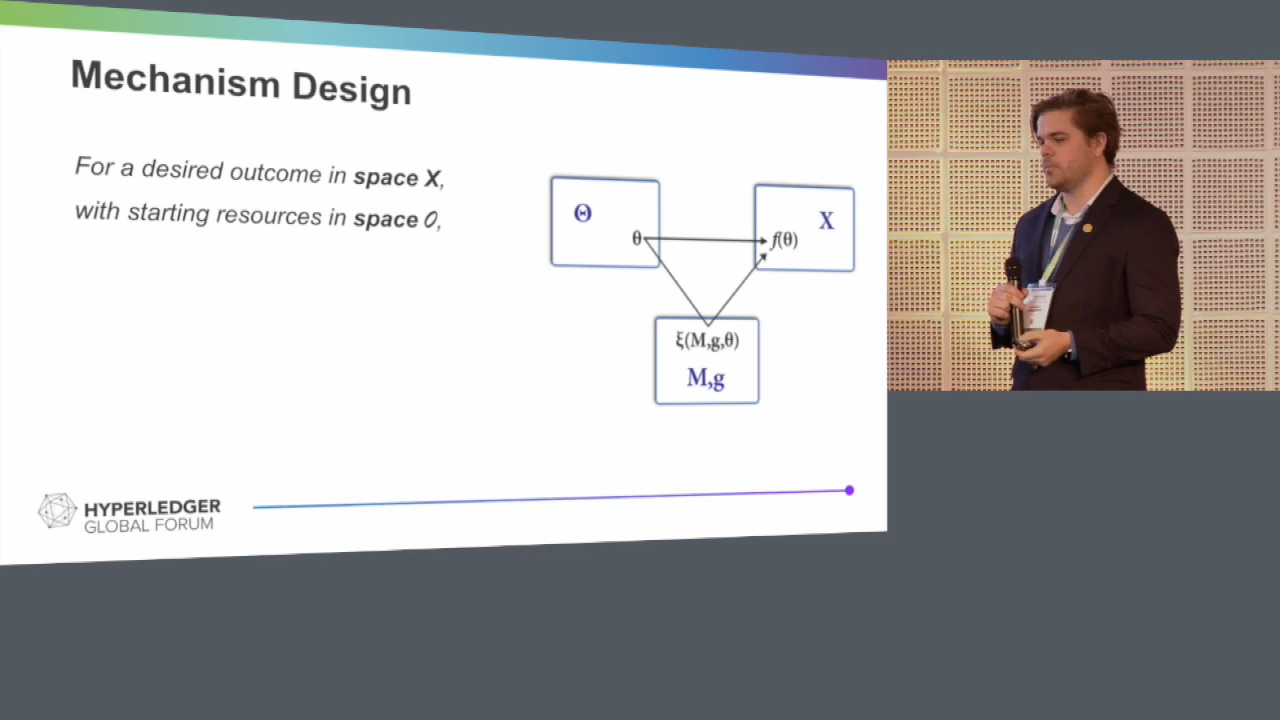 Mechanism Design
For a desired outcome in space X,
with starting resources in space 𝛩,
Θ
X
θ
f(θ)
ξ(M,g,θ)
M,g
HYPERLEDGER
GLOBAL FORUM